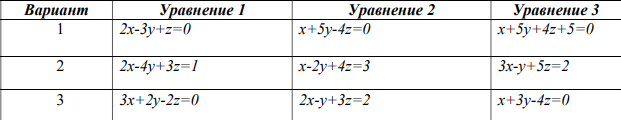 Вариант Уравнение 1 Уравнение 2 Уравнение 3
1 2x-3y+z=0 x+5y-4z=0 x+5y+4z+5=0
2 2x-4y+3z=1 x-2y+4z=3 3x-y+5z=2
3 3x+2y-2z=0 2x-y+3z=2 x+3y-4z=0